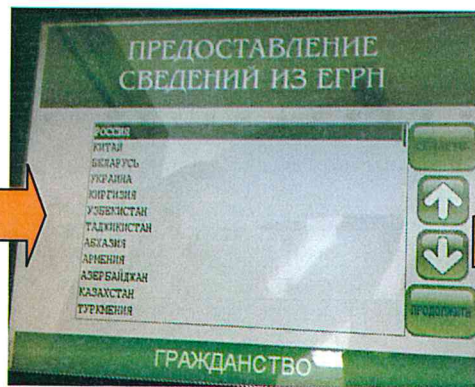 ПРЕДОСТАВЛЕНИЕ
СВЕДЕНИЙ ИЗ ЕГРН
РОССИЯ
КИТАЙ
БЕЛАРУСЬ
УКРАИНА
КИРГИЗИЯ
УЗБЕКИСТАН
ТАДЖИКИСТАН
АБХАЗИЯ
АРМЕНИЯ
АЗЕРБАЙДЖАН
КАЗАХСТАН
ТУРКМЕНИЯ
ПРОДОЛЖИТЬ
ГРАЖДАНСТВО